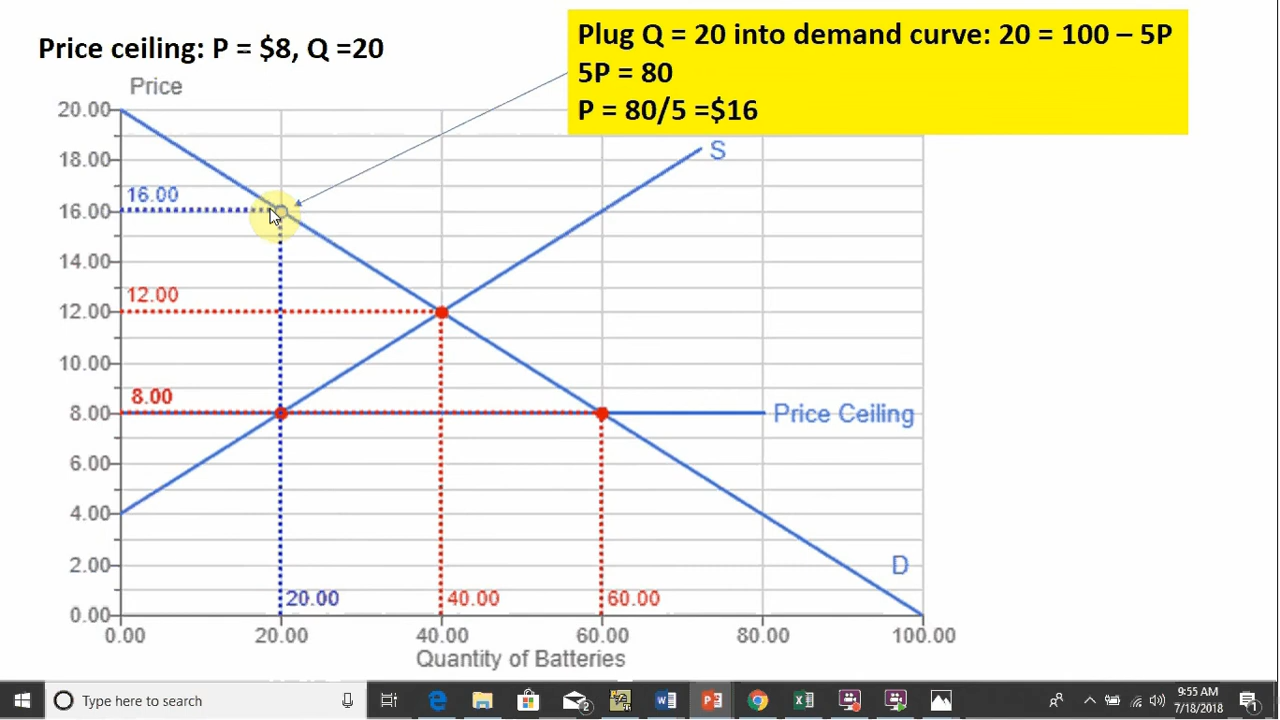 Price ceiling: P = $8, Q =20
Plug Q = 20 into demand curve: 20 = 100 – 5P
5P = 80
P = 80/5 =$16
Price
20.00
18.00
S
16.00
16.00
14.00
12.00
12.00
10.00
8.00
8.00
Price Ceiling
6.00
4.00
2.00
D
0.00
20.00
40.00
60.00
0.00 20.00 40.00 60.00 80.00 100.00
Quantity of Batteries
Type here to search
2
9:55 AM
7/18/2018
1